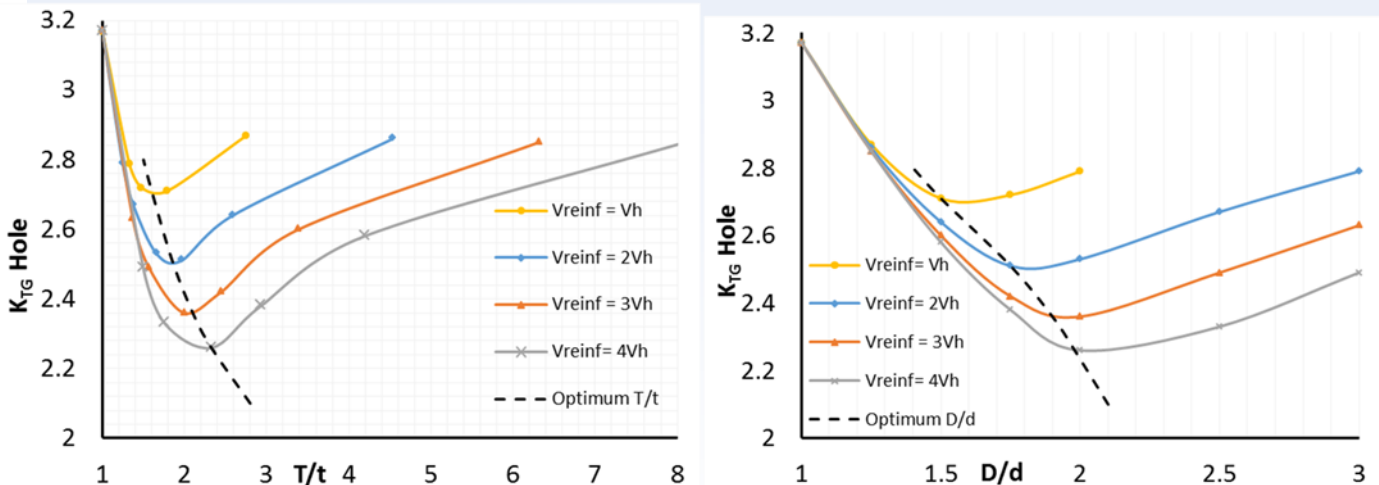 3.2
3
2.8
2.6
2.4
2.2
2
K_TG Hole
1 2 3 T/t 4 5 6 7 8
Vreinf = Vh
Vreinf = 2Vh
Vreinf = 3Vh
Vreinf= 4Vh
Optimum T/t
3.2
3
2.8
2.6
2.4
2.2
2
K_TG Hole
1 1.5 D/d 2 2.5 3
Vreinf= Vh
Vreinf = 2Vh
Vreinf = 3Vh
Vreinf= 4Vh
Optimum D/d